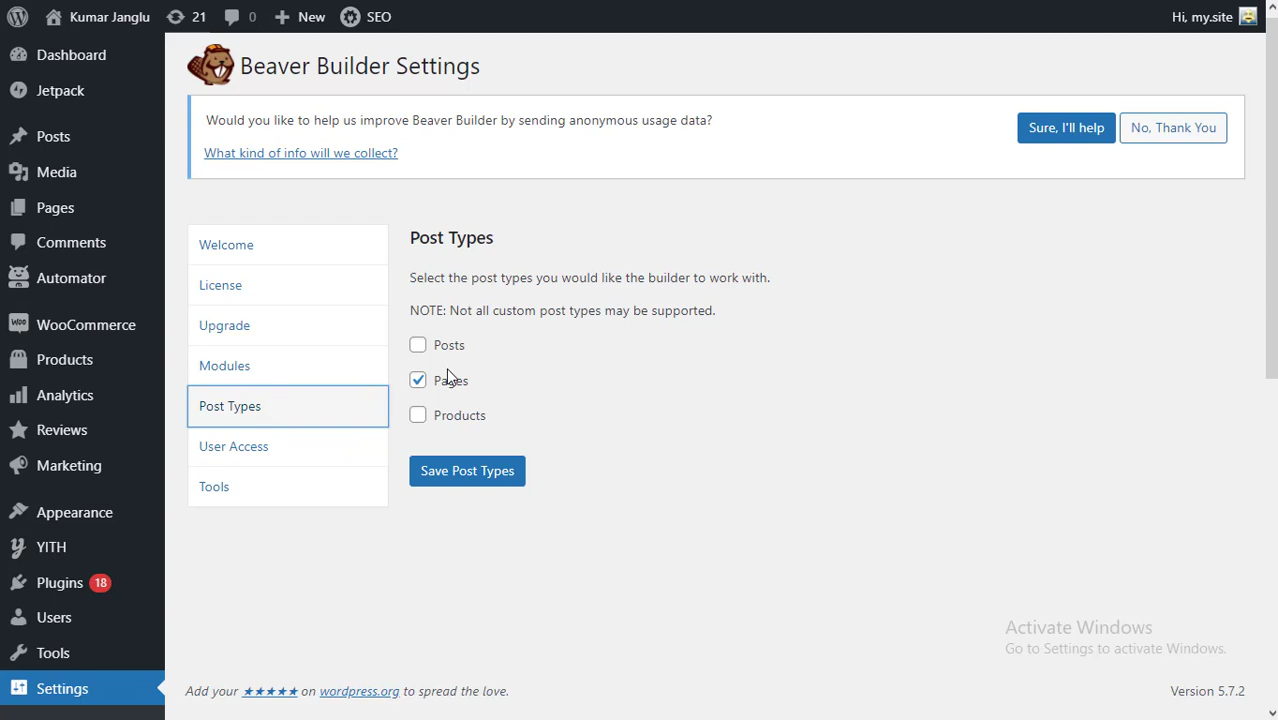 Kumar Janglu
21
0
New
SEO
Hi, my.site
Dashboard
Jetpack
Posts
Media
Pages
Comments
Automator
WooCommerce
Products
Analytics
Reviews
Marketing
Appearance
YITH
Plugins 18
Users
Tools
Settings
Beaver Builder Settings
Would you like to help us improve Beaver Builder by sending anonymous usage data?
What kind of info will we collect?
Sure, I'll help
No, Thank You
Welcome
License
Upgrade
Modules
Post Types
User Access
Tools
Post Types
Select the post types you would like the builder to work with.
NOTE: Not all custom post types may be supported.
Posts
Pages
Products
Save Post Types
Activate Windows
Go to Settings to activate Windows.
Add your ★★★★★ on wordpress.org to spread the love.
Version 5.7.2